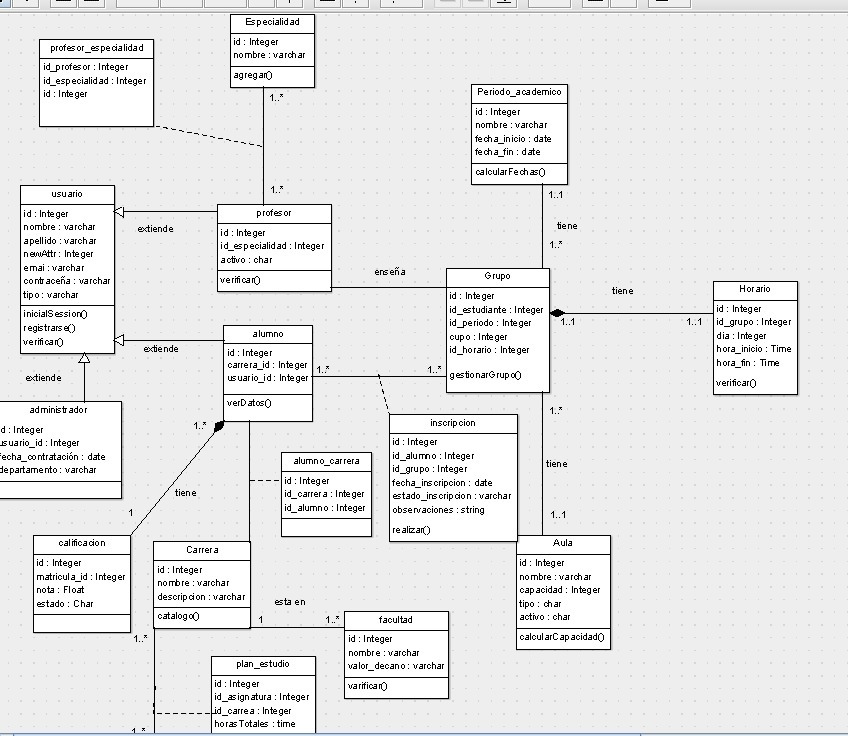 Especialidad
id : Integer
nombre : varchar
agregar()
1..*
1..*
profesor_especialidad
id_profesor : Integer
id_especialidad : Integer
id : Integer
Periodo_academico
id : Integer
nombre : varchar
fecha_inicio : date
fecha_fin : date
calcularFechas()
1..1
tiene
1..*
usuario
id : Integer
nombre : varchar
apellido : varchar
newAttr : Integer
emai : varchar
contraceña : varchar
tipo : varchar
inicialSession()
registrarse()
verificar()
extiende
profesor
id : Integer
id_especialidad : Integer
activo : char
verificar()
enseña
Grupo
id : Integer
id_estudiante : Integer
id_periodo : Integer
cupo : Integer
id_horario : Integer
gestionarGrupo()
tiene
1..1
1..1
Horario
id : Integer
id_grupo : Integer
dia : Integer
hora_inicio : Time
hora_fin : Time
verificar()
extiende
alumno
id : Integer
carrera_id : Integer
usuario_id : Integer
verDatos()
1..*
1..*
extiende
administrador
id : Integer
usuario_id : Integer
fecha_contratación : date
departamento : varchar
1..*
tiene
1
inscripcion
id : Integer
id_alumno : Integer
id_grupo : Integer
fecha_inscripcion : date
estado_inscripcion : varchar
observaciones : string
realizar()
1..*
tiene
1..1
alumno_carrera
id : Integer
id_carrera : Integer
id_alumno : Integer
calificacion
id : Integer
matricula_id : Integer
nota : Float
estado : Char
Carrera
id : Integer
nombre : varchar
descripcion : varchar
catalogo()
Aula
id : Integer
nombre : varchar
capacidad : Integer
tipo : char
activo : char
calcularCapacidad()
esta en
1
1..*
facultad
id : Integer
nombre : varchar
valor_decano : varchar
varificar()
1..*
plan_estudio
id : Integer
id_asignatura : Integer
id_carrea : Integer
horasTotales : time
1..*